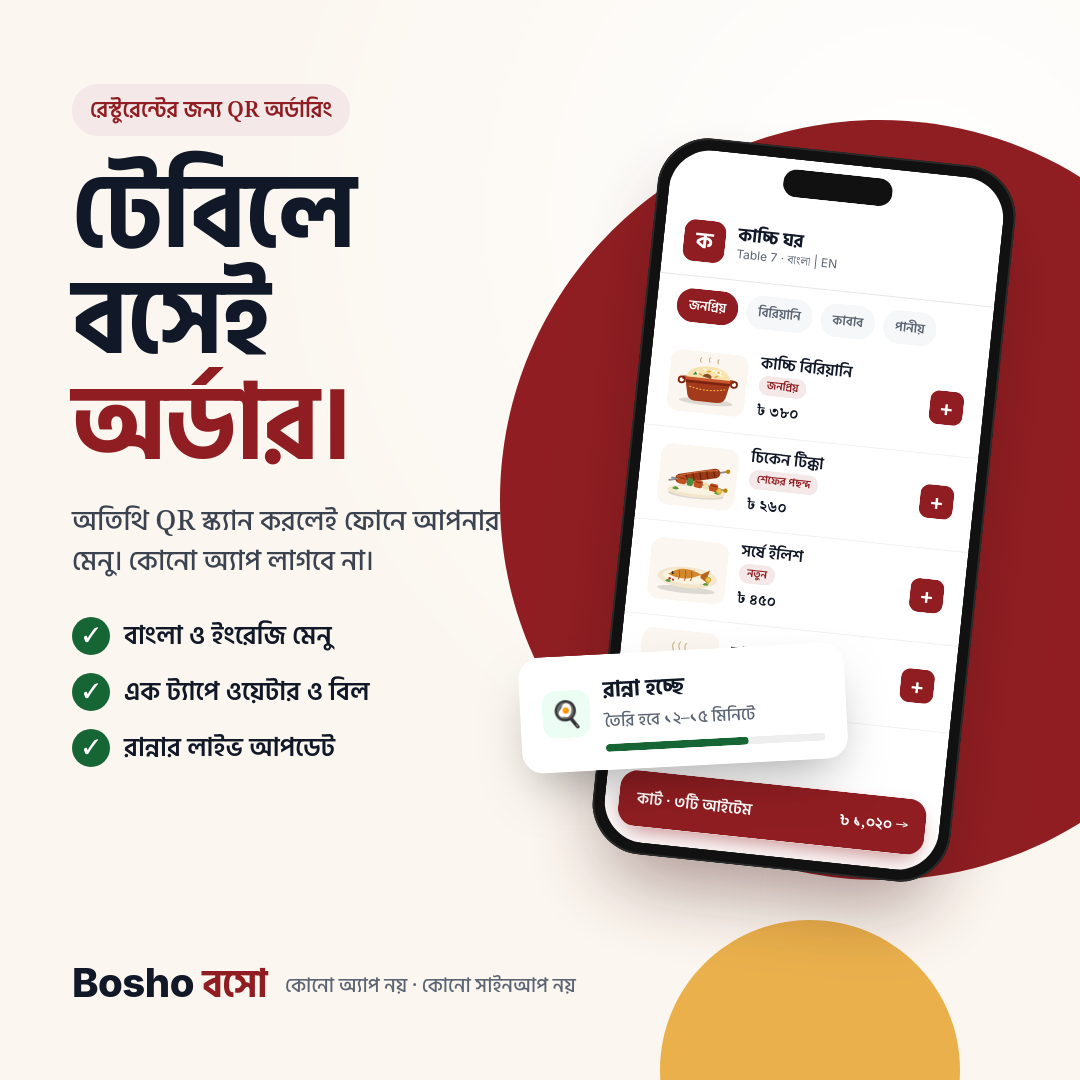 রেস্টুরেন্টের জন্য QR অর্ডারিং
টেবিলে
বসেই
অর্ডার।
অতিথি QR স্ক্যান করলেই ফোনে আপনার
মেনু। কোনো অ্যাপ লাগবে না।
✓ বাংলা ও ইংরেজি মেনু
✓ এক ট্যাপে ওয়েটার ও বিল
✓ রান্নার লাইভ আপডেট
ক
কাচ্চি ঘর
Table 7 · বাংলা | EN
জনপ্রিয় বিরিয়ানি কাবাব পানীয়
কাচ্চি বিরিয়ানি
জনপ্রিয়
৳ ৩৮০
+
চিকেন টিক্কা
শেফের পছন্দ
৳ ২৬০
+
সর্ষে ইলিশ
নতুন
৳ ৪৫০
+
+
রান্না হচ্ছে
তৈরি হবে ১২–১৫ মিনিটে
কার্ট · ৩টি আইটেম ৳ ১,০২০ →
Bosho বসো কোনো অ্যাপ নয় · কোনো সাইনআপ নয়